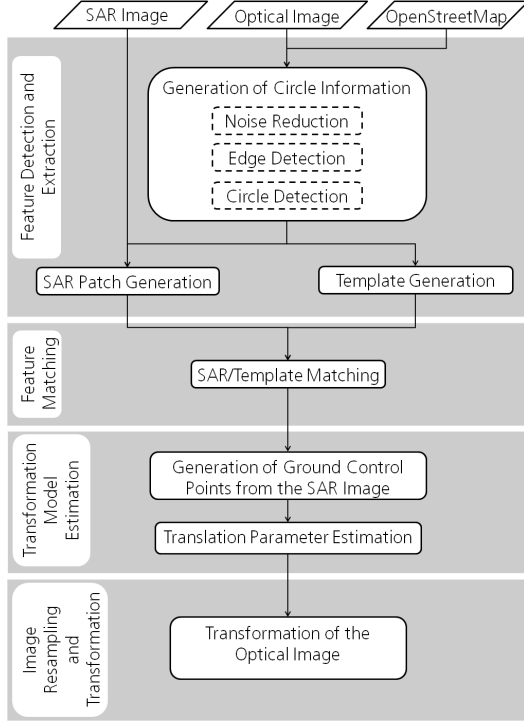 SAR Image
Optical Image
OpenStreetMap
Feature Detection and
Extraction
Generation of Circle Information
Noise Reduction
Edge Detection
Circle Detection
SAR Patch Generation
Template Generation
Feature
Matching
SAR/Template Matching
Transformation
Model
Estimation
Generation of Ground Control
Points from the SAR Image
Translation Parameter Estimation
Image
Resampling
and
Transformation
Transformation of the
Optical Image